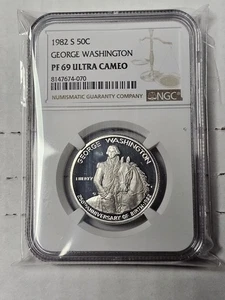 1982 S 50C
GEORGE WASHINGTON
PF 69 ULTRA CAMEO
8147674-070
NUMISMATIC GUARANTY COMPANY
NGC
GEORGE WASHINGTON
LIBERTY
250TH ANNIVERSARY OF BIRTH 1982